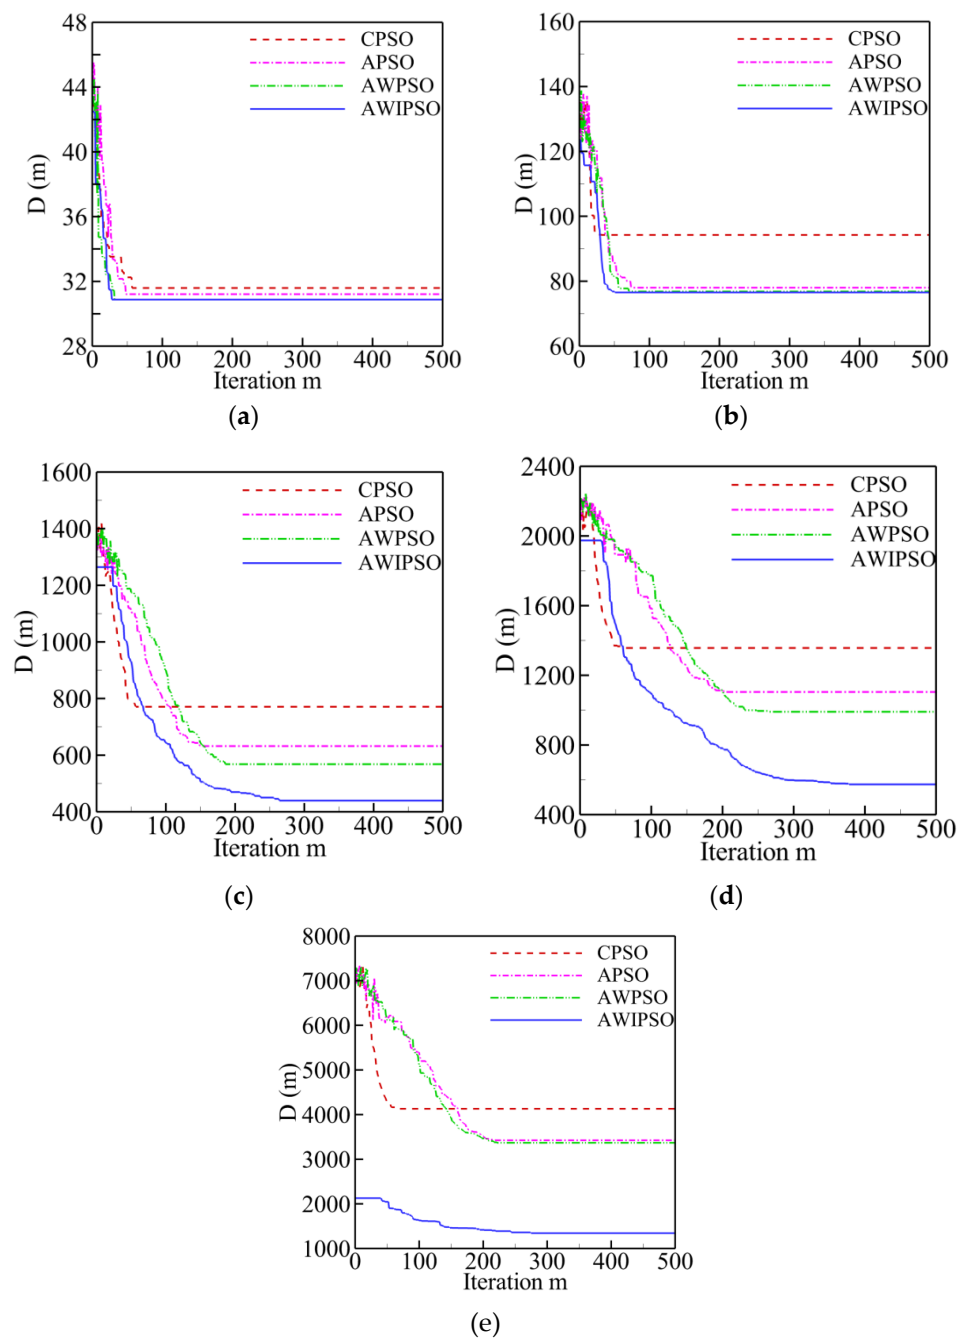 48
44
40
36
32
28
D (m)
CPSO
APSO
AWPSO
AWIPSO
0 100 200 300 400 500
Iteration m
(a)
160
140
120
100
80
60
D (m)
CPSO
APSO
AWPSO
AWIPSO
0 100 200 300 400 500
Iteration m
(b)
1600
1400
1200
1000
800
600
400
D (m)
CPSO
APSO
AWPSO
AWIPSO
0 100 200 300 400 500
Iteration m
(c)
2400
2000
1600
1200
800
400
D (m)
CPSO
APSO
AWPSO
AWIPSO
0 100 200 300 400 500
Iteration m
(d)
8000
7000
6000
5000
4000
3000
2000
1000
D (m)
CPSO
APSO
AWPSO
AWIPSO
0 100 200 300 400 500
Iteration m
(e)